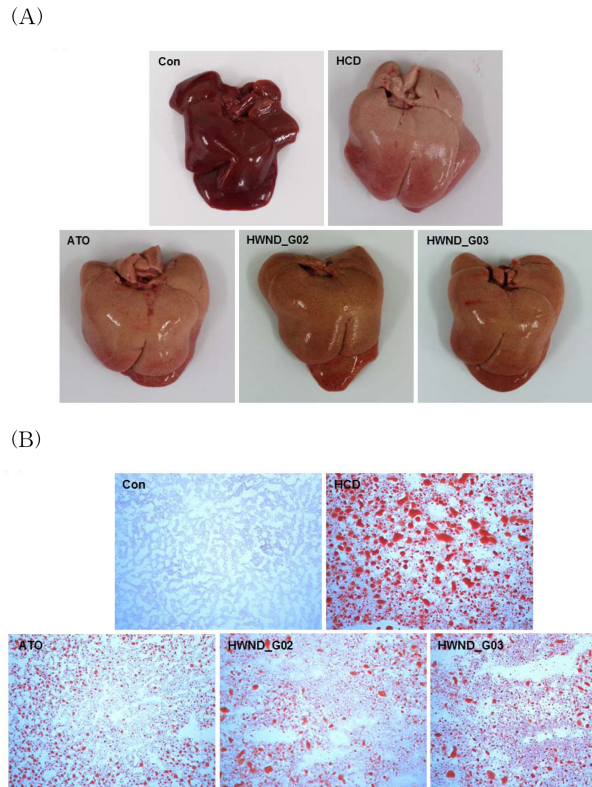 (A)
Con
HCD
ATO
HWND_G02
HWND_G03
(B)
Con
HCD
ATO
HWND_G02
HWND_G03